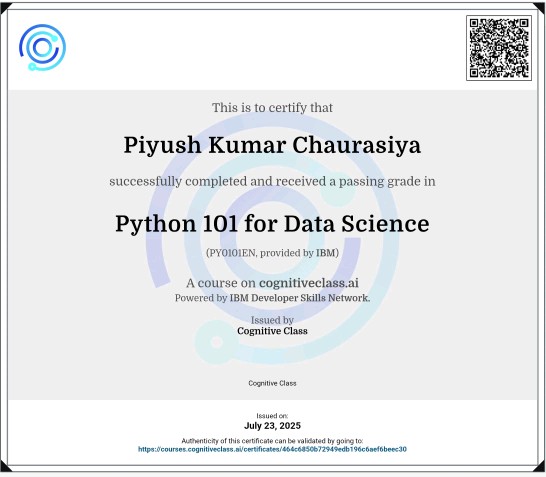 This is to certify that
Piyush Kumar Chaurasiya
successfully completed and received a passing grade in
Python 101 for Data Science
(PY0101EN, provided by IBM)
A course on cognitiveclass.ai
Powered by IBM Developer Skills Network.
Issued by
Cognitive Class
Cognitive Class
Issued on:
July 23, 2025
Authenticity of this certificate can be validated by going to:
https://courses.cognitiveclass.ai/certificates/464c6850b72949edb196c6aef6beec30